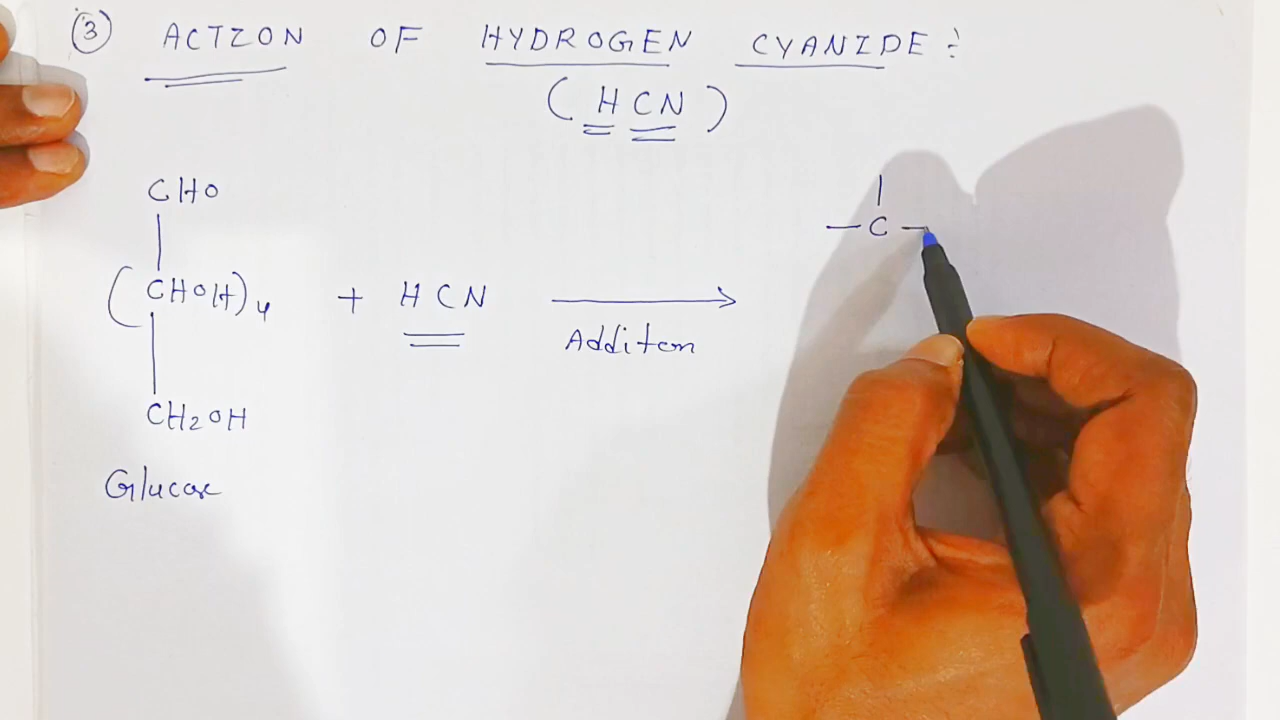 ③ ACTION OF HYDROGEN CYANIDE :
(HCN)
CHO
(CHOH)4 + HCN → — C —
Additon
CH2OH
Glucose